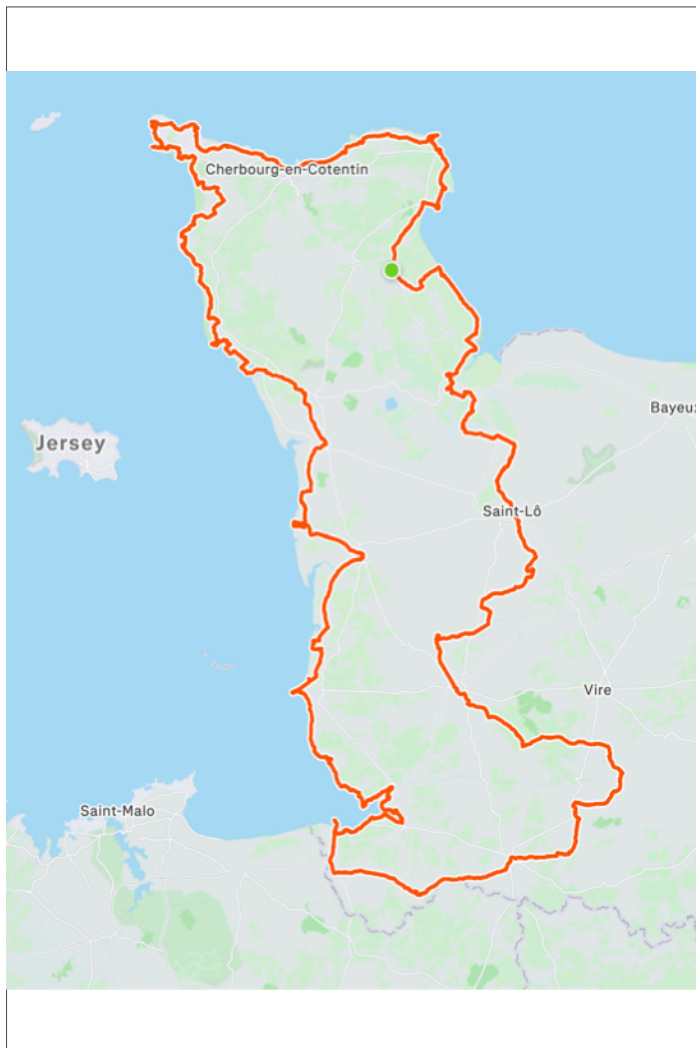 Cherbourg-en-Cotentin
Bayeux
Jersey
Saint-Lô
Vire
Saint-Malo